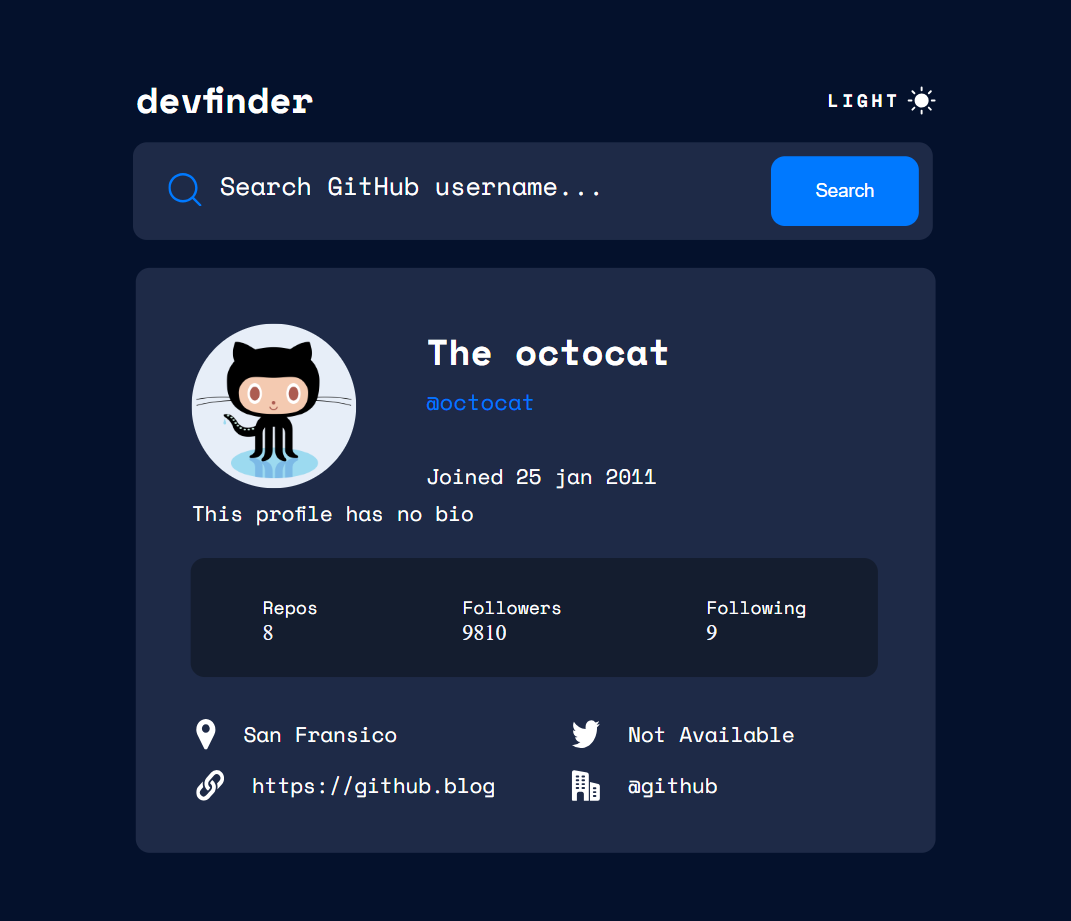 devfinder
LIGHT
Search GitHub username...
Search
The octocat
@octocat
Joined 25 jan 2011
This profile has no bio
Repos Followers Following
8 9810 9
San Fransico Not Available
https://github.blog @github